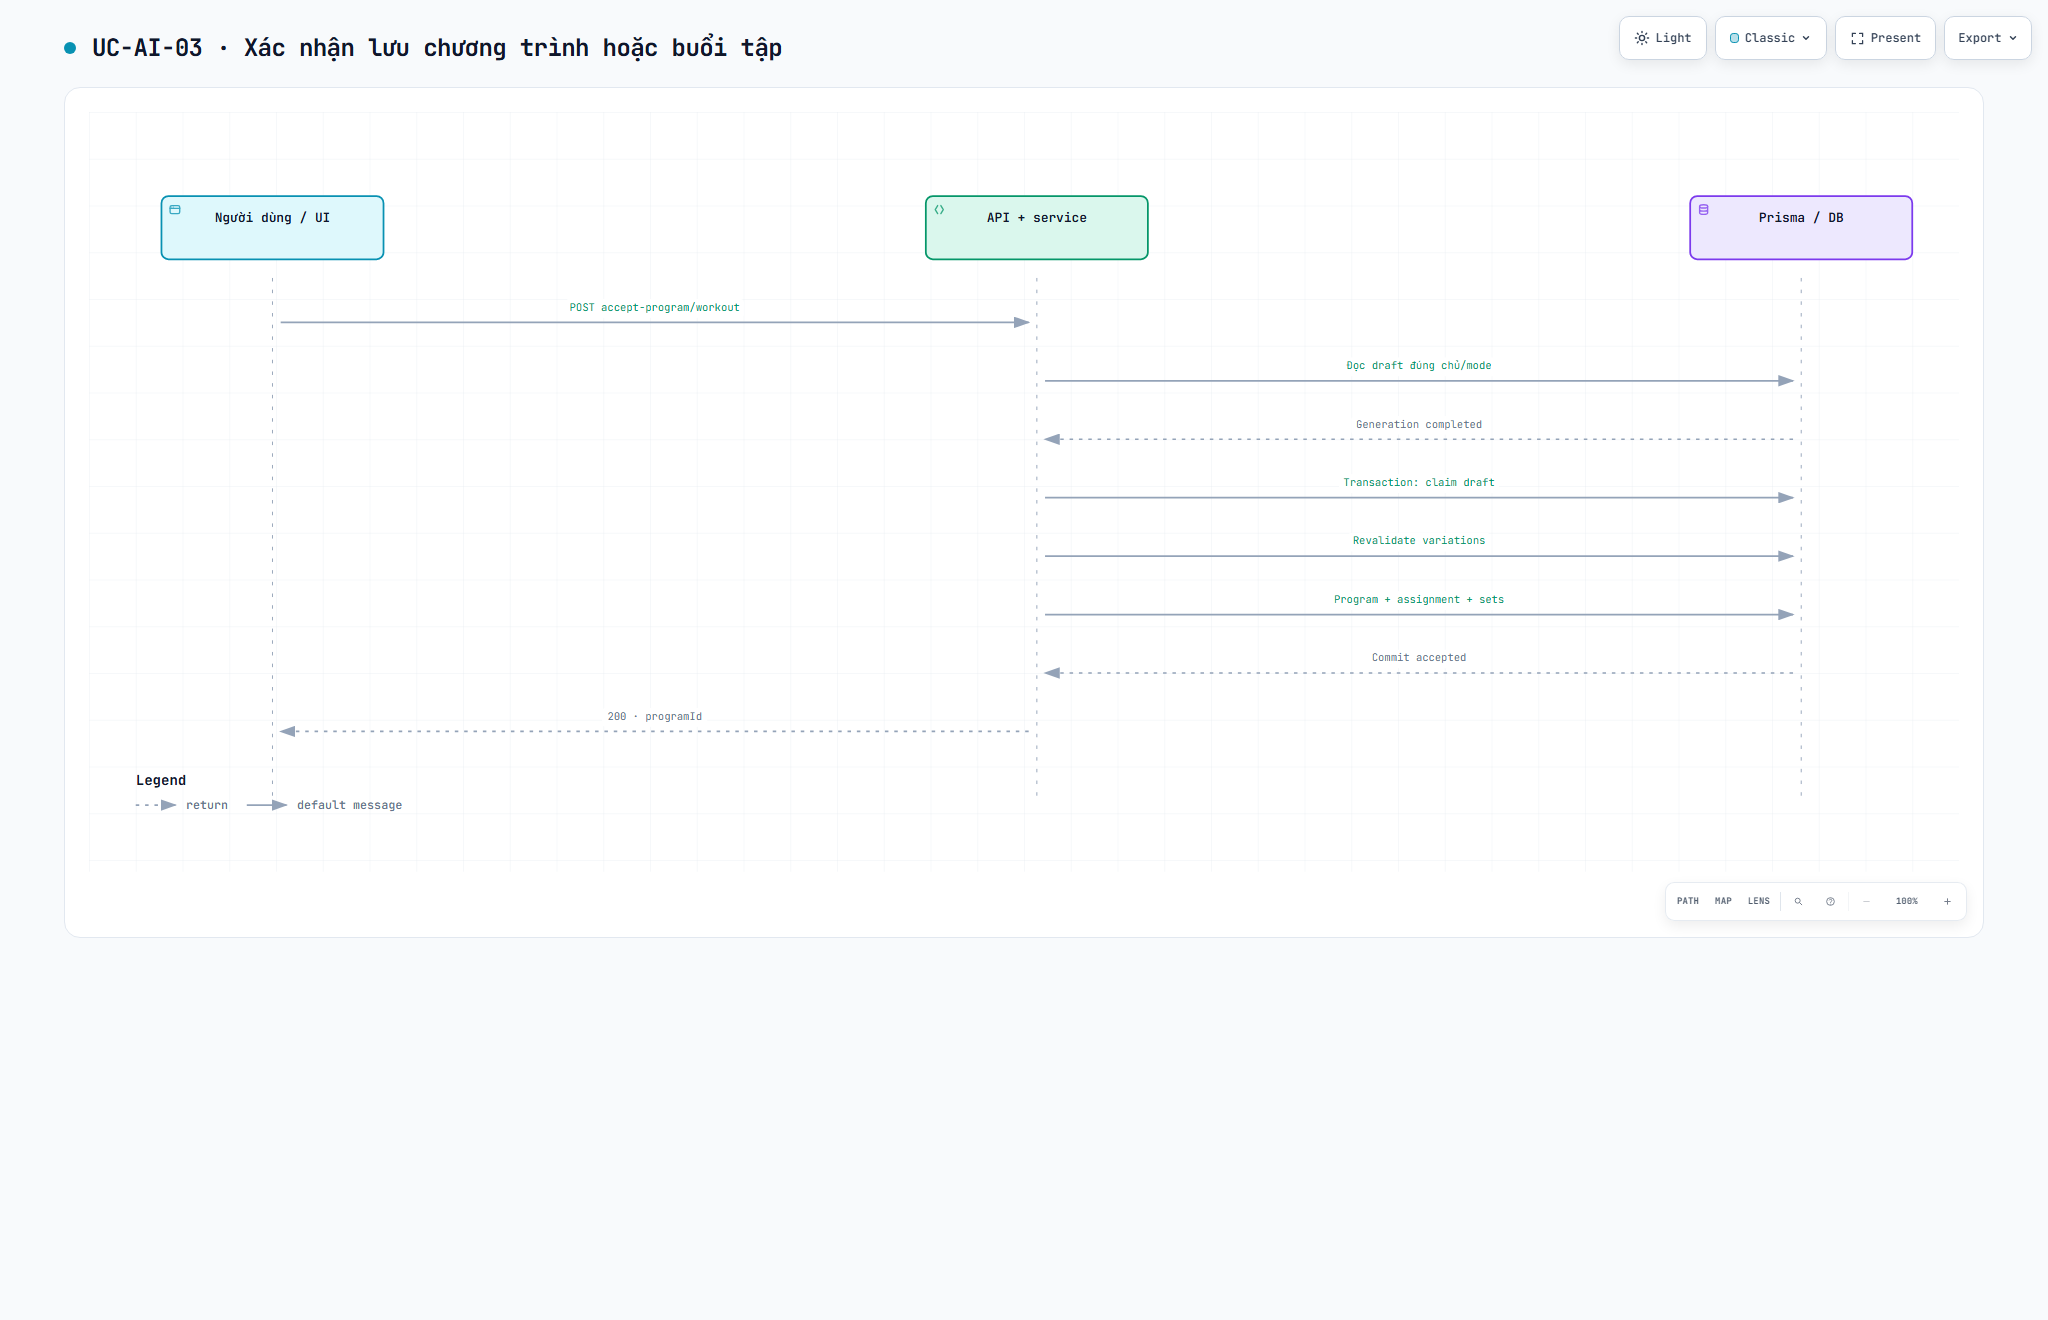 UC-AI-03 · Xác nhận lưu chương trình hoặc buổi tập
Light
Classic
Present
Export
Người dùng / UI
API + service
Prisma / DB
POST accept-program/workout
Đọc draft đúng chủ/mode
Generation completed
Transaction: claim draft
Revalidate variations
Program + assignment + sets
Commit accepted
200 · programId
Legend
return
default message
PATH
MAP
LENS
100%